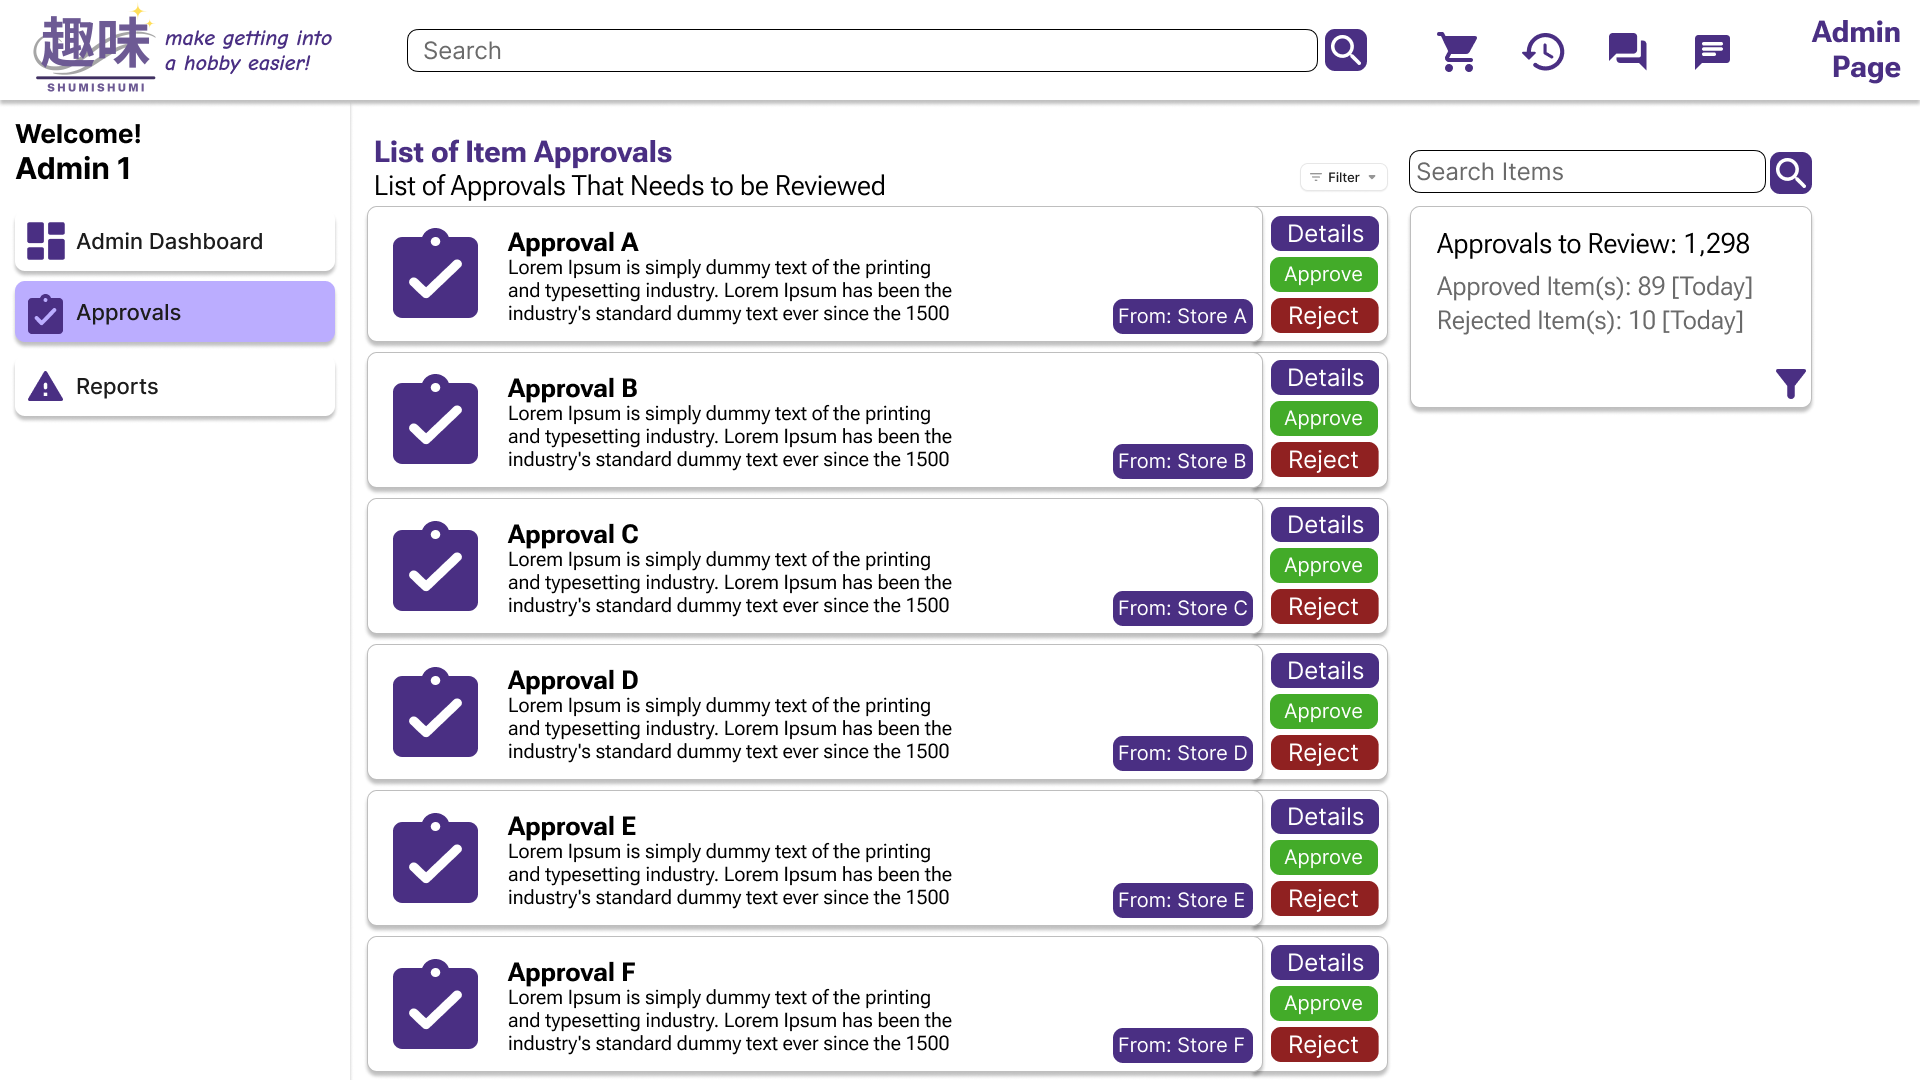 趣味
SHUMISHUMI
make getting into
a hobby easier!
Search
Admin
Page
Welcome!
Admin 1
Admin Dashboard
Approvals
Reports
List of Item Approvals
List of Approvals That Needs to be Reviewed
Filter
Approval A
Lorem Ipsum is simply dummy text of the printing
and typesetting industry. Lorem Ipsum has been the
industry's standard dummy text ever since the 1500
From: Store A
Details
Approve
Reject
Approval B
Lorem Ipsum is simply dummy text of the printing
and typesetting industry. Lorem Ipsum has been the
industry's standard dummy text ever since the 1500
From: Store B
Details
Approve
Reject
Approval C
Lorem Ipsum is simply dummy text of the printing
and typesetting industry. Lorem Ipsum has been the
industry's standard dummy text ever since the 1500
From: Store C
Details
Approve
Reject
Approval D
Lorem Ipsum is simply dummy text of the printing
and typesetting industry. Lorem Ipsum has been the
industry's standard dummy text ever since the 1500
From: Store D
Details
Approve
Reject
Approval E
Lorem Ipsum is simply dummy text of the printing
and typesetting industry. Lorem Ipsum has been the
industry's standard dummy text ever since the 1500
From: Store E
Details
Approve
Reject
Approval F
Lorem Ipsum is simply dummy text of the printing
and typesetting industry. Lorem Ipsum has been the
industry's standard dummy text ever since the 1500
From: Store F
Details
Approve
Reject
Search Items
Approvals to Review: 1,298
Approved Item(s): 89 [Today]
Rejected Item(s): 10 [Today]